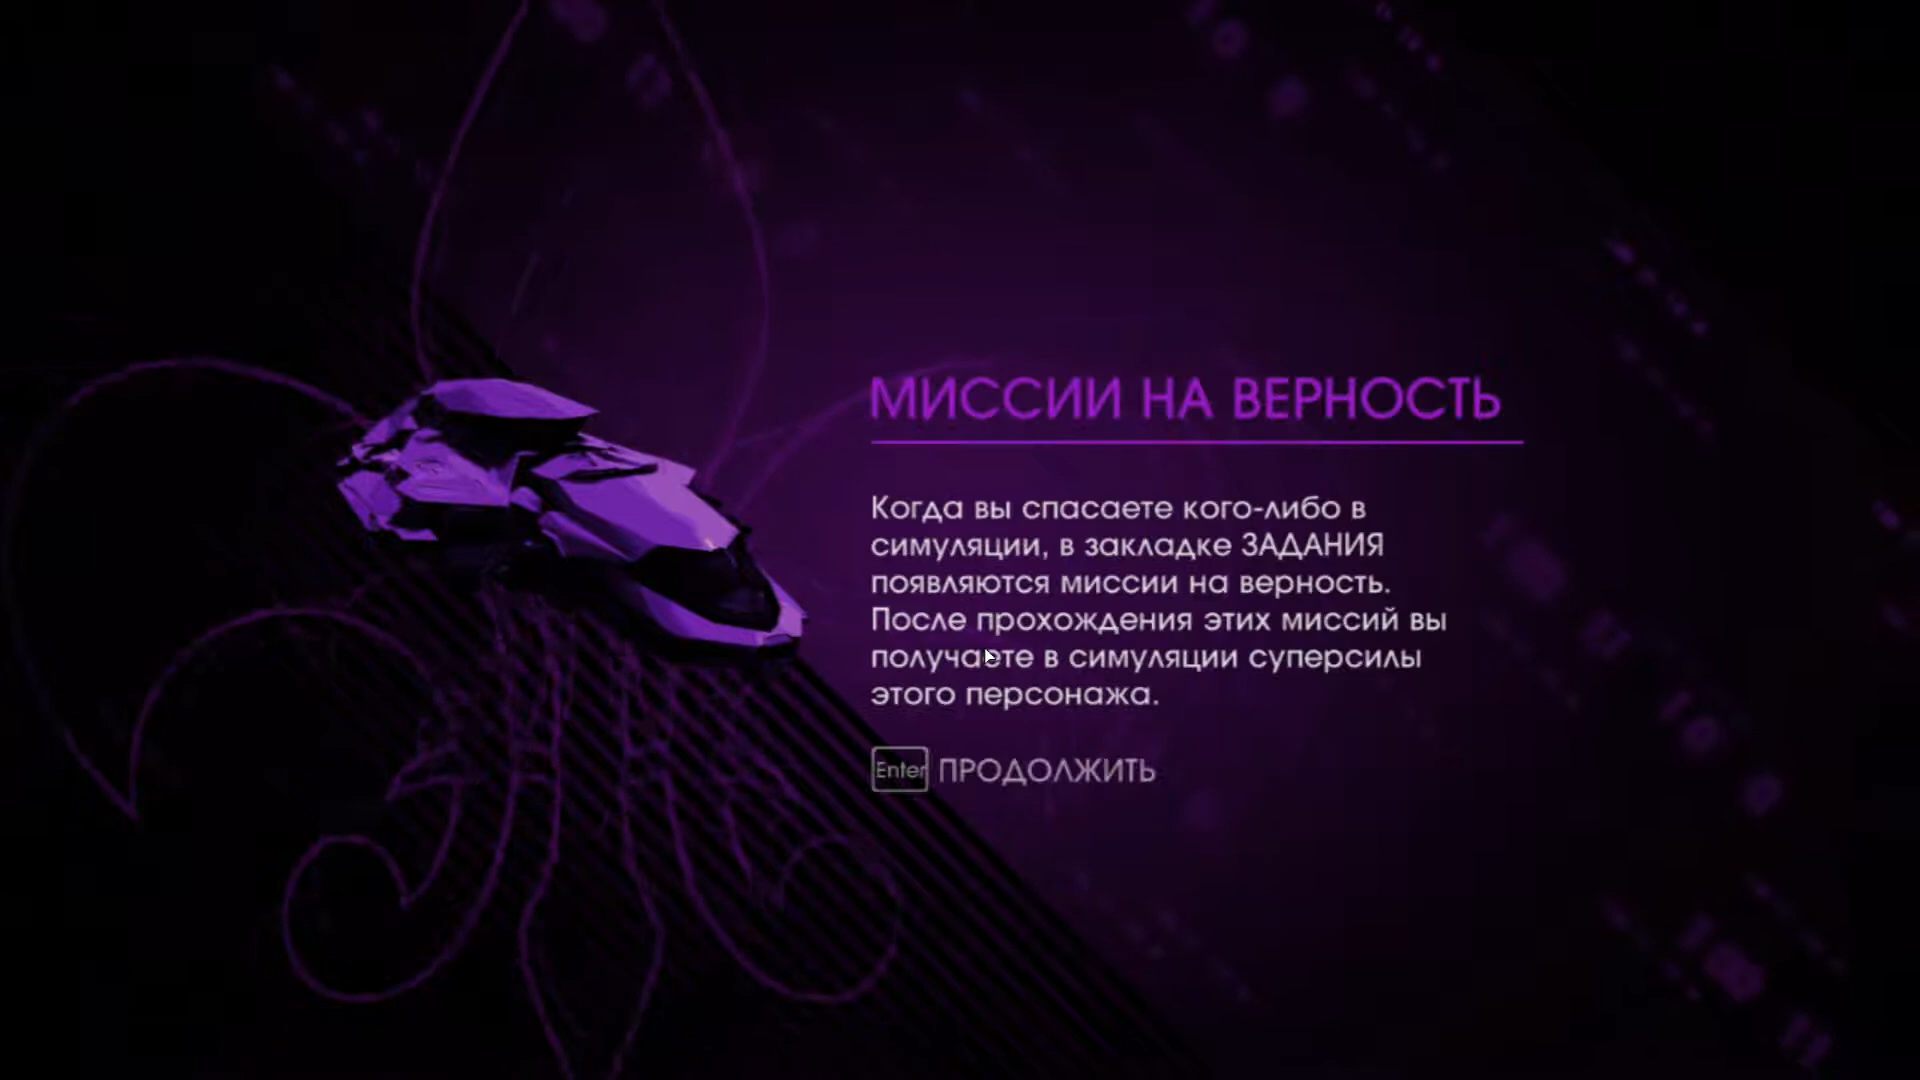 МИССИИ НА ВЕРНОСТЬ
Когда вы спасаете кого-либо в
симуляции, в закладке ЗАДАНИЯ
появляются миссии на верность.
После прохождения этих миссий вы
получаете в симуляции суперсилы
этого персонажа.
Enter ПРОДОЛЖИТЬ